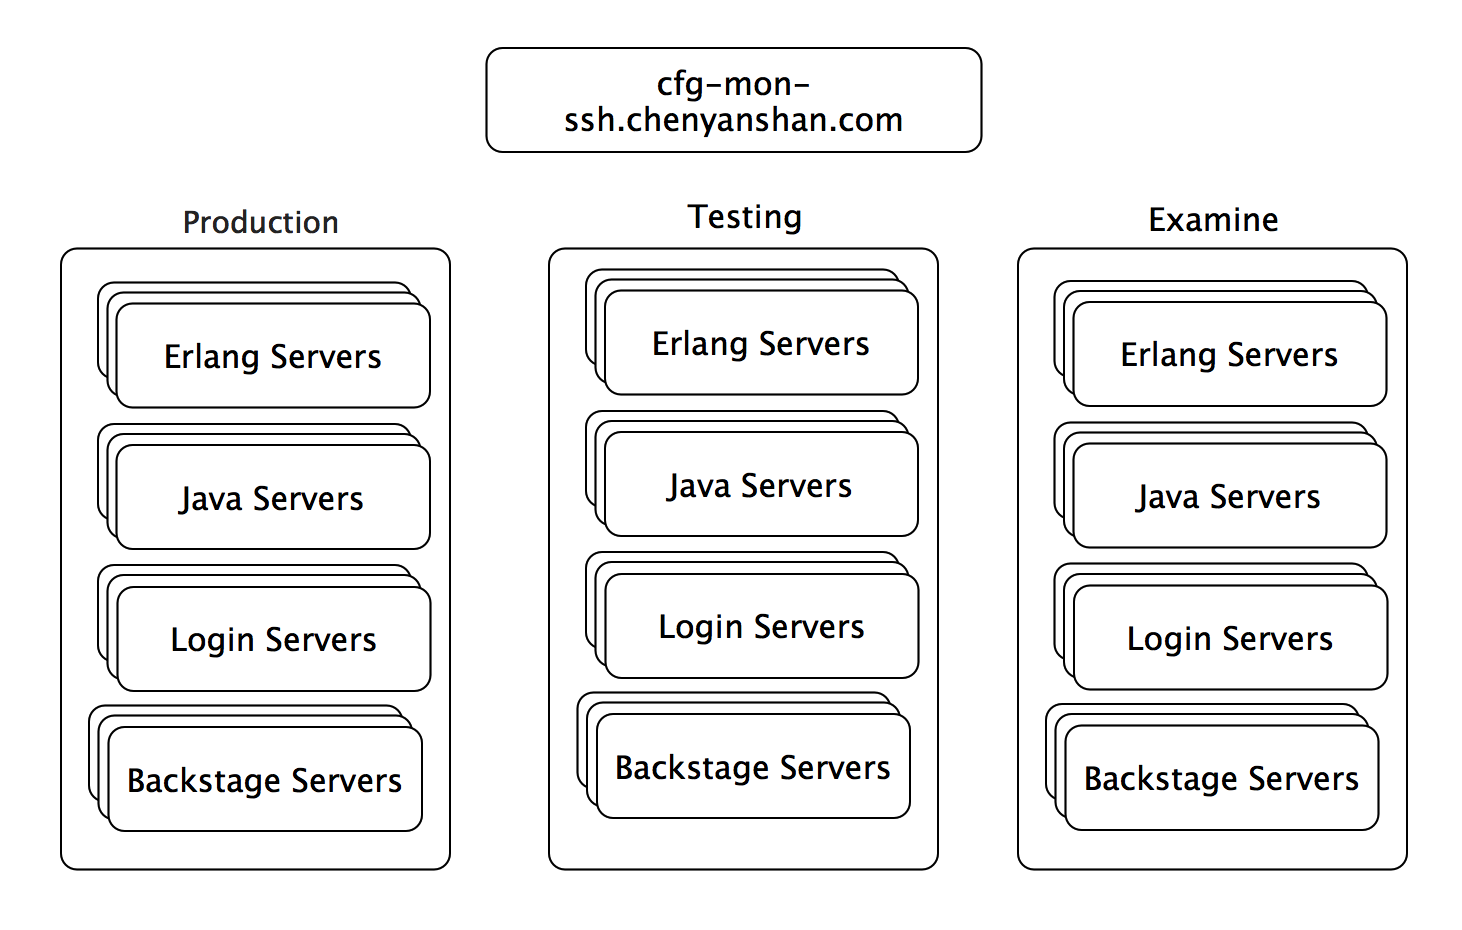 cfg-mon-
ssh.chenyanshan.com
Production
Erlang Servers
Java Servers
Login Servers
Backstage Servers
Testing
Erlang Servers
Java Servers
Login Servers
Backstage Servers
Examine
Erlang Servers
Java Servers
Login Servers
Backstage Servers